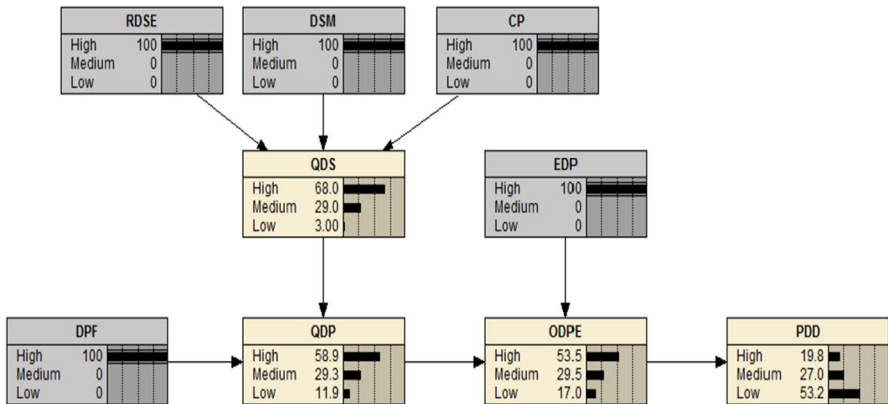 RDSE
High 100
Medium 0
Low 0
DSM
High 100
Medium 0
Low 0
CP
High 100
Medium 0
Low 0
QDS
High 68.0
Medium 29.0
Low 3.00
EDP
High 100
Medium 0
Low 0
DPF
High 100
Medium 0
Low 0
QDP
High 58.9
Medium 29.3
Low 11.9
ODPE
High 53.5
Medium 29.5
Low 17.0
PDD
High 19.8
Medium 27.0
Low 53.2